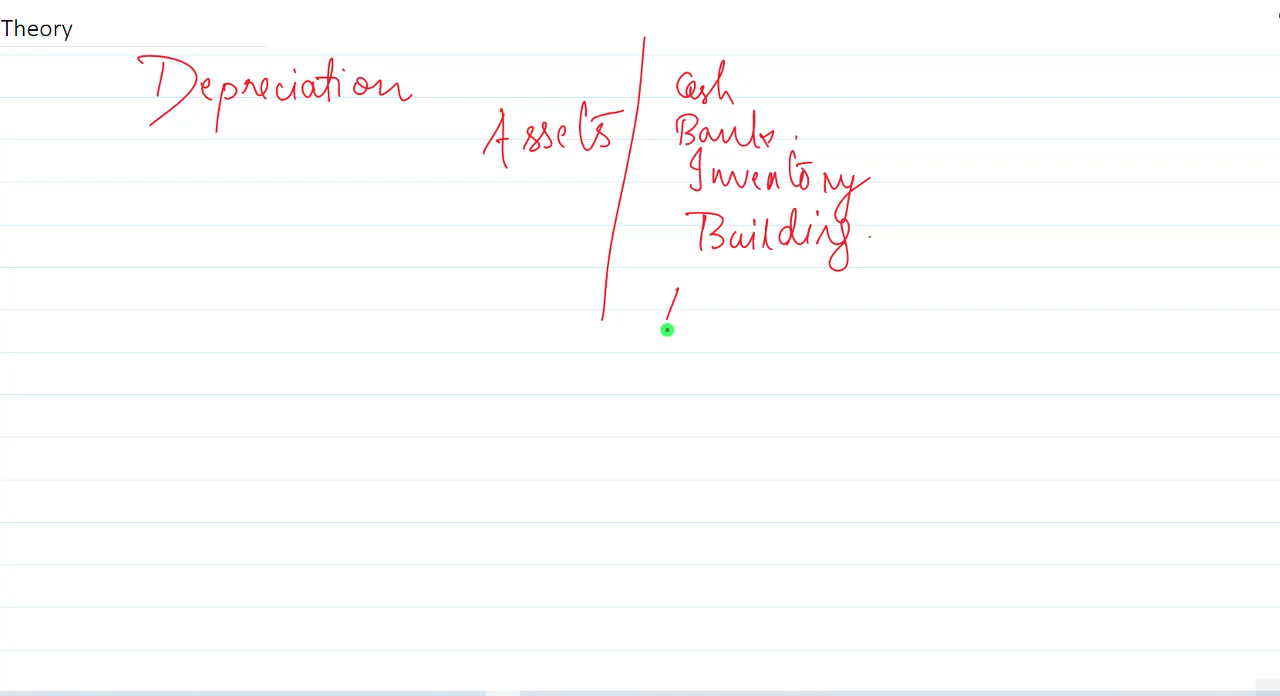 Theory
Depreciation
Assets
Cash
Bank.
Inventory
Building.